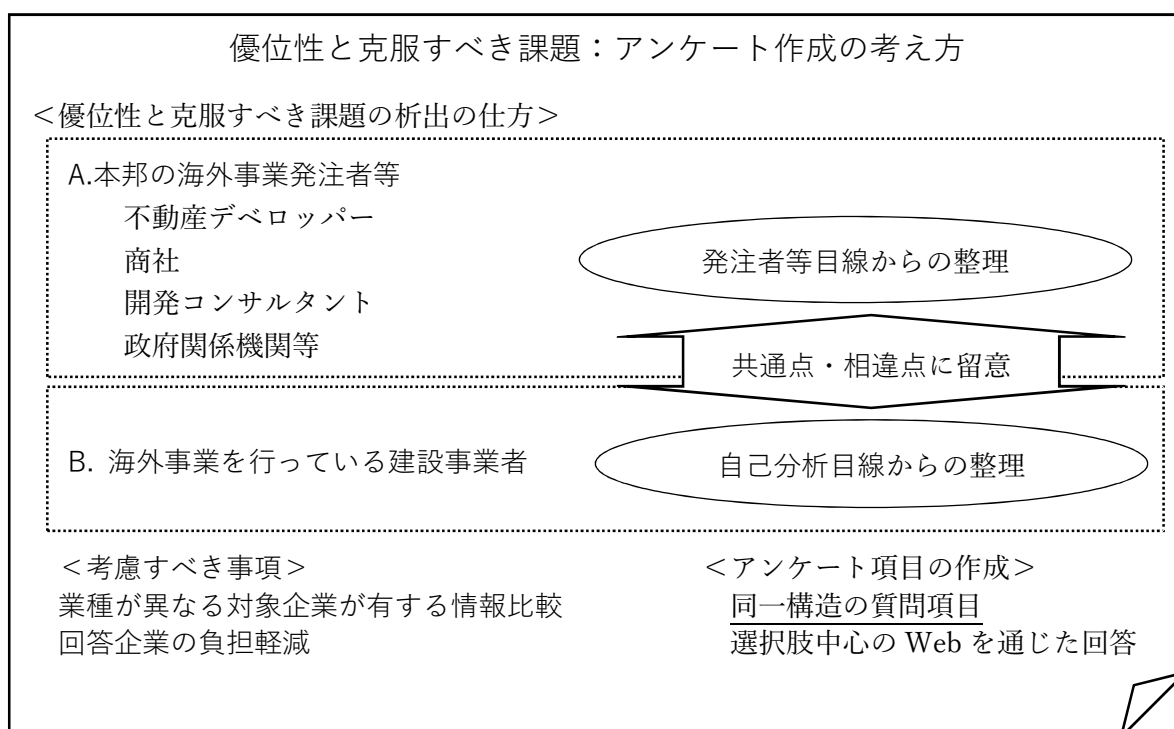 優位性と克服すべき課題：アンケート作成の考え方
＜優位性と克服すべき課題の析出の仕方＞
A.本邦の海外事業発注者等
不動産デベロッパー
商社
開発コンサルタント
政府関係機関等
発注者等目線からの整理
共通点・相違点に留意
B. 海外事業を行っている建設事業者
自己分析目線からの整理
＜考慮すべき事項＞
業種が異なる対象企業が有する情報比較
回答企業の負担軽減
＜アンケート項目の作成＞
同一構造の質問項目
選択肢中心の Web を通じた回答